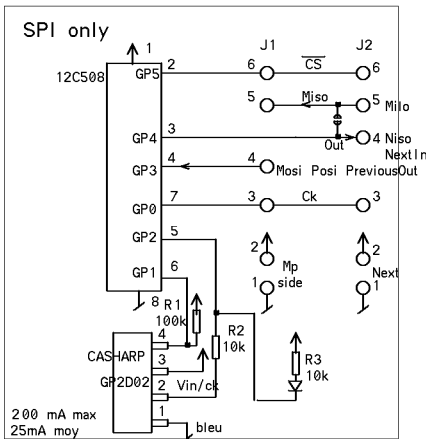 SPI only
J1 J2
1
12C508
GP5 2 6 CS 6
5 Miso 5 Milo
GP4 3 4 Niso
Out NextIn
GP3 4 4 Mosi Posi PreviousOut
GP0 7 3 Ck 3
GP2 5
2 2
GP1 6 Mp side Next
1 1
8 R1
100k
4 R2
10k
CASHARP
3 R3
10k
GP2D02 Vin/ck
2
1
200 mA max
25mA moy bleu